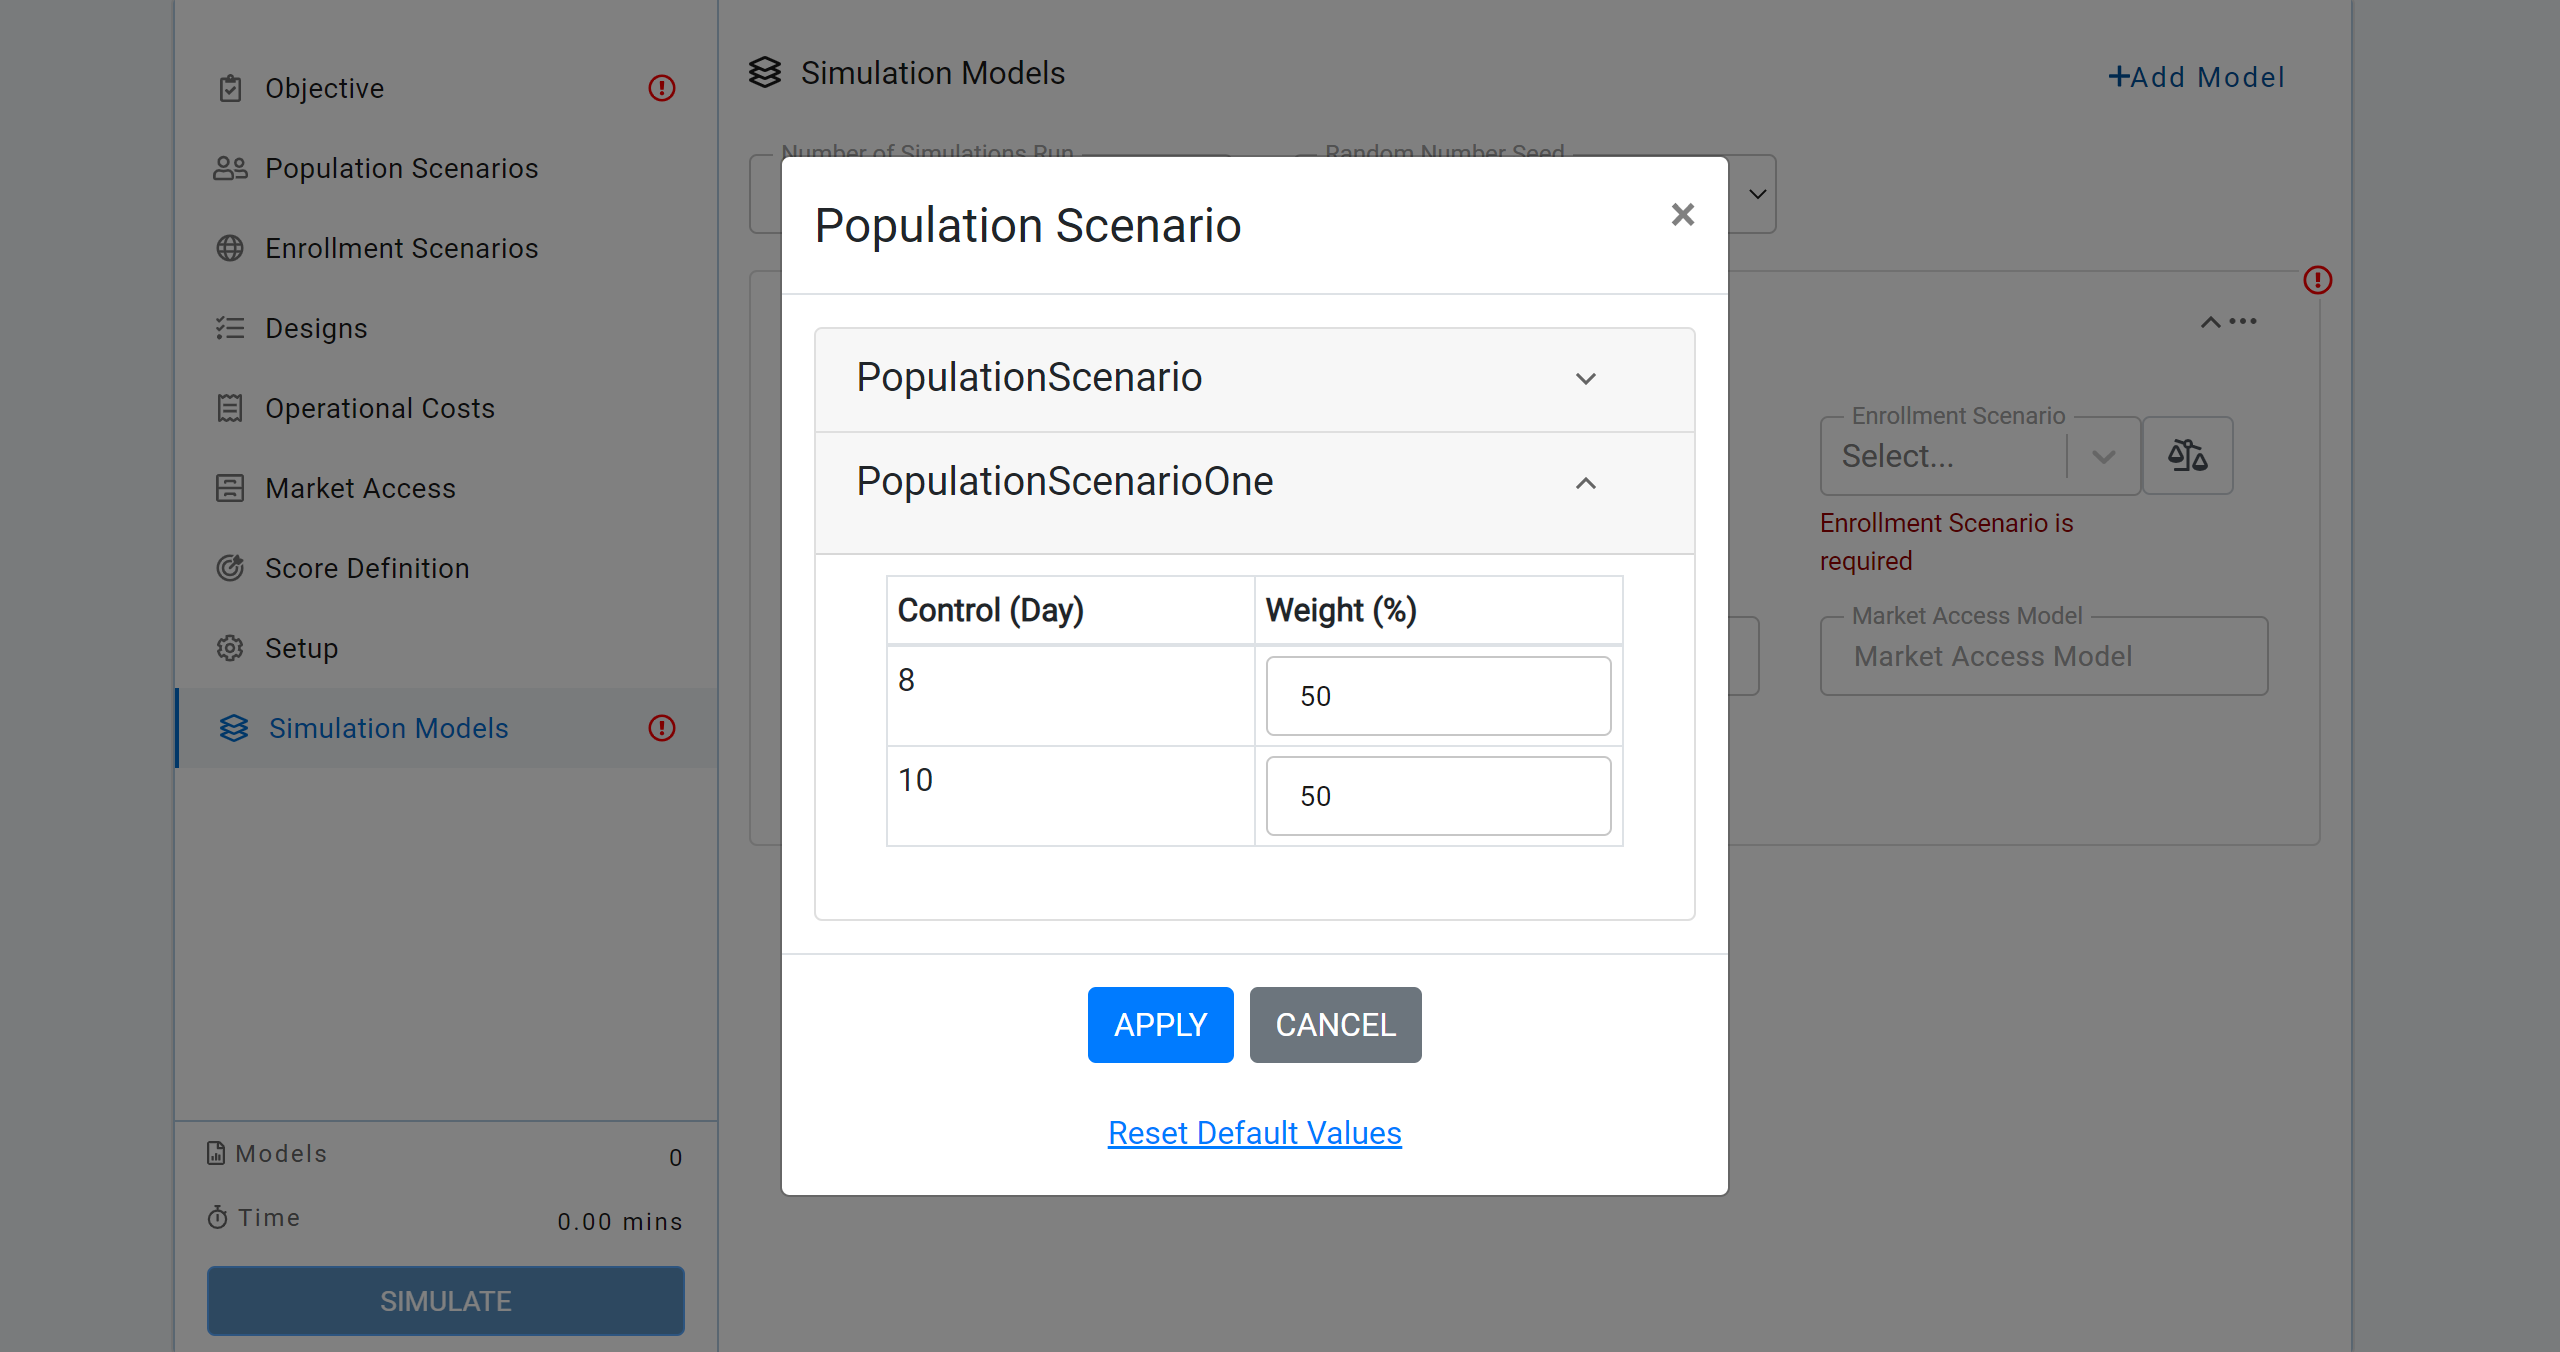 Objective
Population Scenarios
Enrollment Scenarios
Designs
Operational Costs
Market Access
Score Definition
Setup
Simulation Models
Models 0
Time 0.00 mins
SIMULATE
Simulation Models
Add Model
Number of Simulations Run
Random Number Seed
Enrollment Scenario
Select...
Enrollment Scenario is
required
Market Access Model
Market Access Model
Population Scenario
PopulationScenario
PopulationScenarioOne
Control (Day) Weight (%)
8 50
10 50
APPLY CANCEL
Reset Default Values